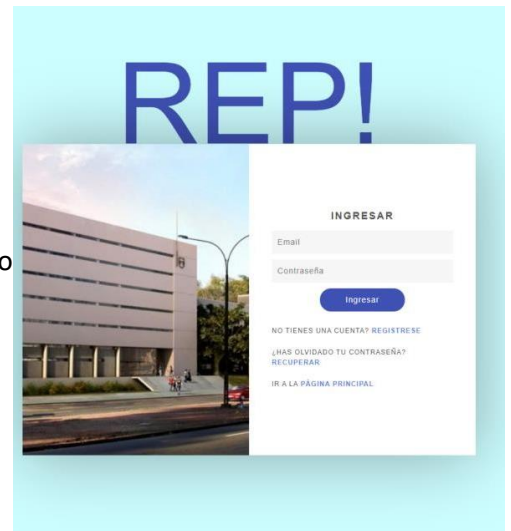 REP!
INGRESAR
o
Email
Contraseña
Ingresar
NO TIENES UNA CUENTA? REGISTRESE
¿HAS OLVIDADO TU CONTRASEÑA?
RECUPERAR
IR A LA PÁGINA PRINCIPAL